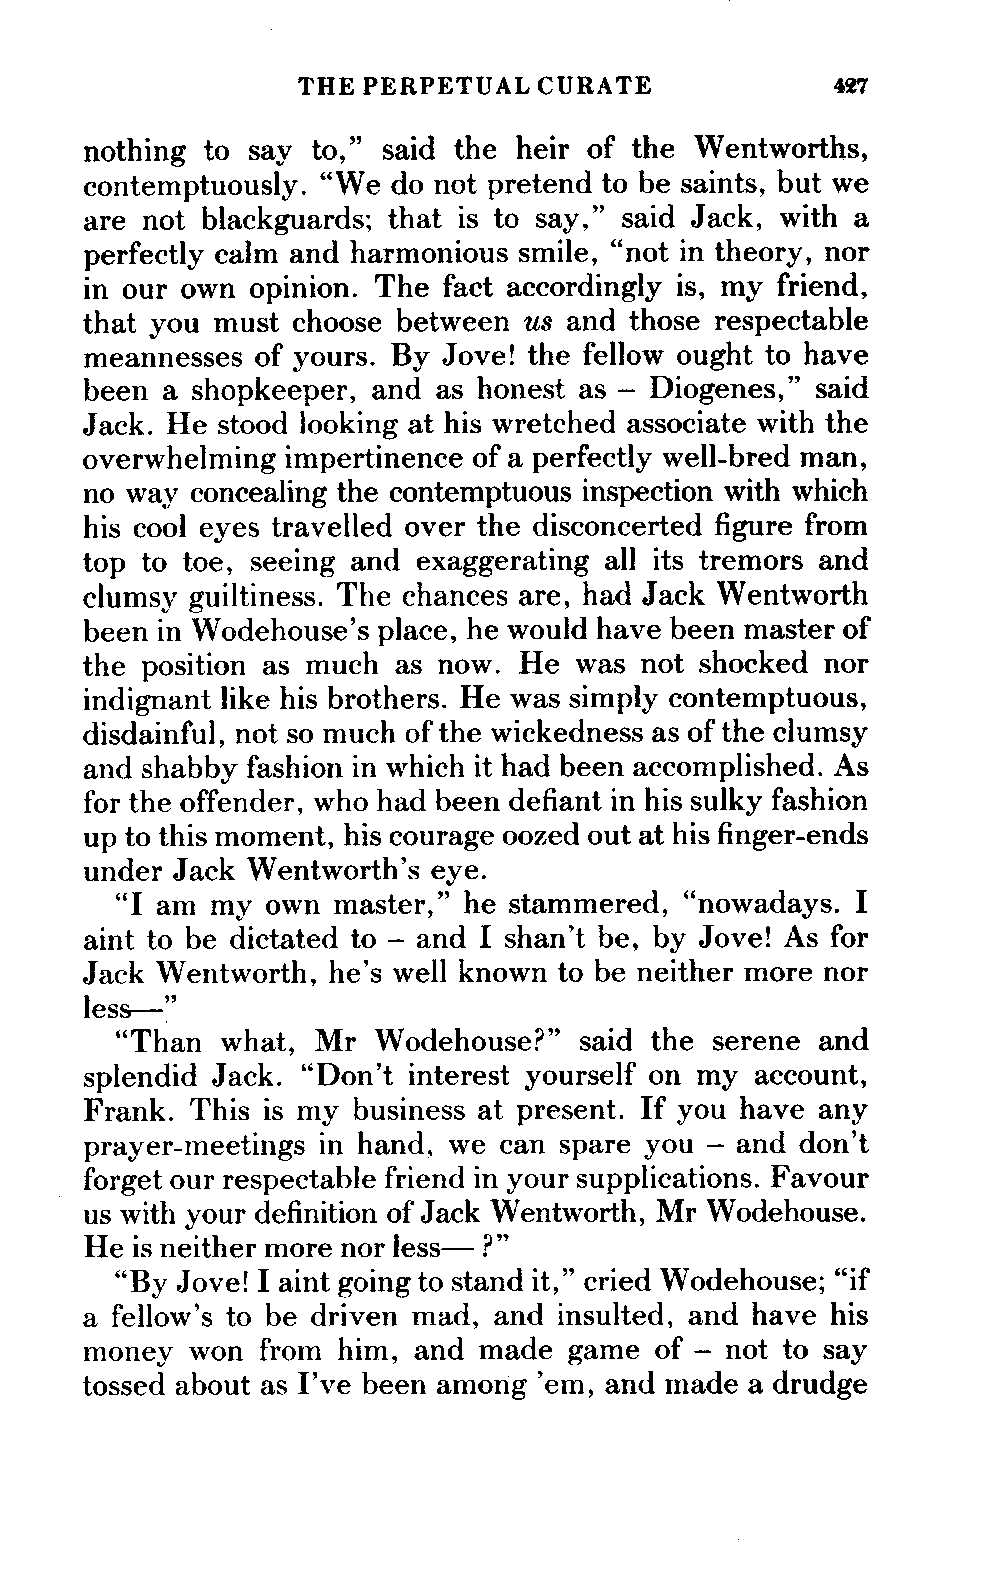 THE PERPETUAL CURATE 427
nothing to say to,” said the heir of the Wentworths,
contemptuously. “We do not pretend to be saints, but we
are not blackguards; that is to say,” said Jack, with a
perfectly calm and harmonious smile, “not in theory, nor
in our own opinion. The fact accordingly is, my friend,
that you must choose between us and those respectable
meannesses of yours. By Jove! the fellow ought to have
been a shopkeeper, and as honest as – Diogenes,” said
Jack. He stood looking at his wretched associate with the
overwhelming impertinence of a perfectly well-bred man,
no way concealing the contemptuous inspection with which
his cool eyes travelled over the disconcerted figure from
top to toe, seeing and exaggerating all its tremors and
clumsy guiltiness. The chances are, had Jack Wentworth
been in Wodehouse’s place, he would have been master of
the position as much as now. He was not shocked nor
indignant like his brothers. He was simply contemptuous,
disdainful, not so much of the wickedness as of the clumsy
and shabby fashion in which it had been accomplished. As
for the offender, who had been defiant in his sulky fashion
up to this moment, his courage oozed out at his finger-ends
under Jack Wentworth’s eye.
“I am my own master,” he stammered, “nowadays. I
aint to be dictated to – and I shan’t be, by Jove! As for
Jack Wentworth, he’s well known to be neither more nor
less—”
“Than what, Mr Wodehouse?” said the serene and
splendid Jack. “Don’t interest yourself on my account,
Frank. This is my business at present. If you have any
prayer-meetings in hand, we can spare you – and don’t
forget our respectable friend in your supplications. Favour
us with your definition of Jack Wentworth, Mr Wodehouse.
He is neither more nor less— ?”
“By Jove! I aint going to stand it,” cried Wodehouse; “if
a fellow’s to be driven mad, and insulted, and have his
money won from him, and made game of – not to say
tossed about as I’ve been among ’em, and made a drudge